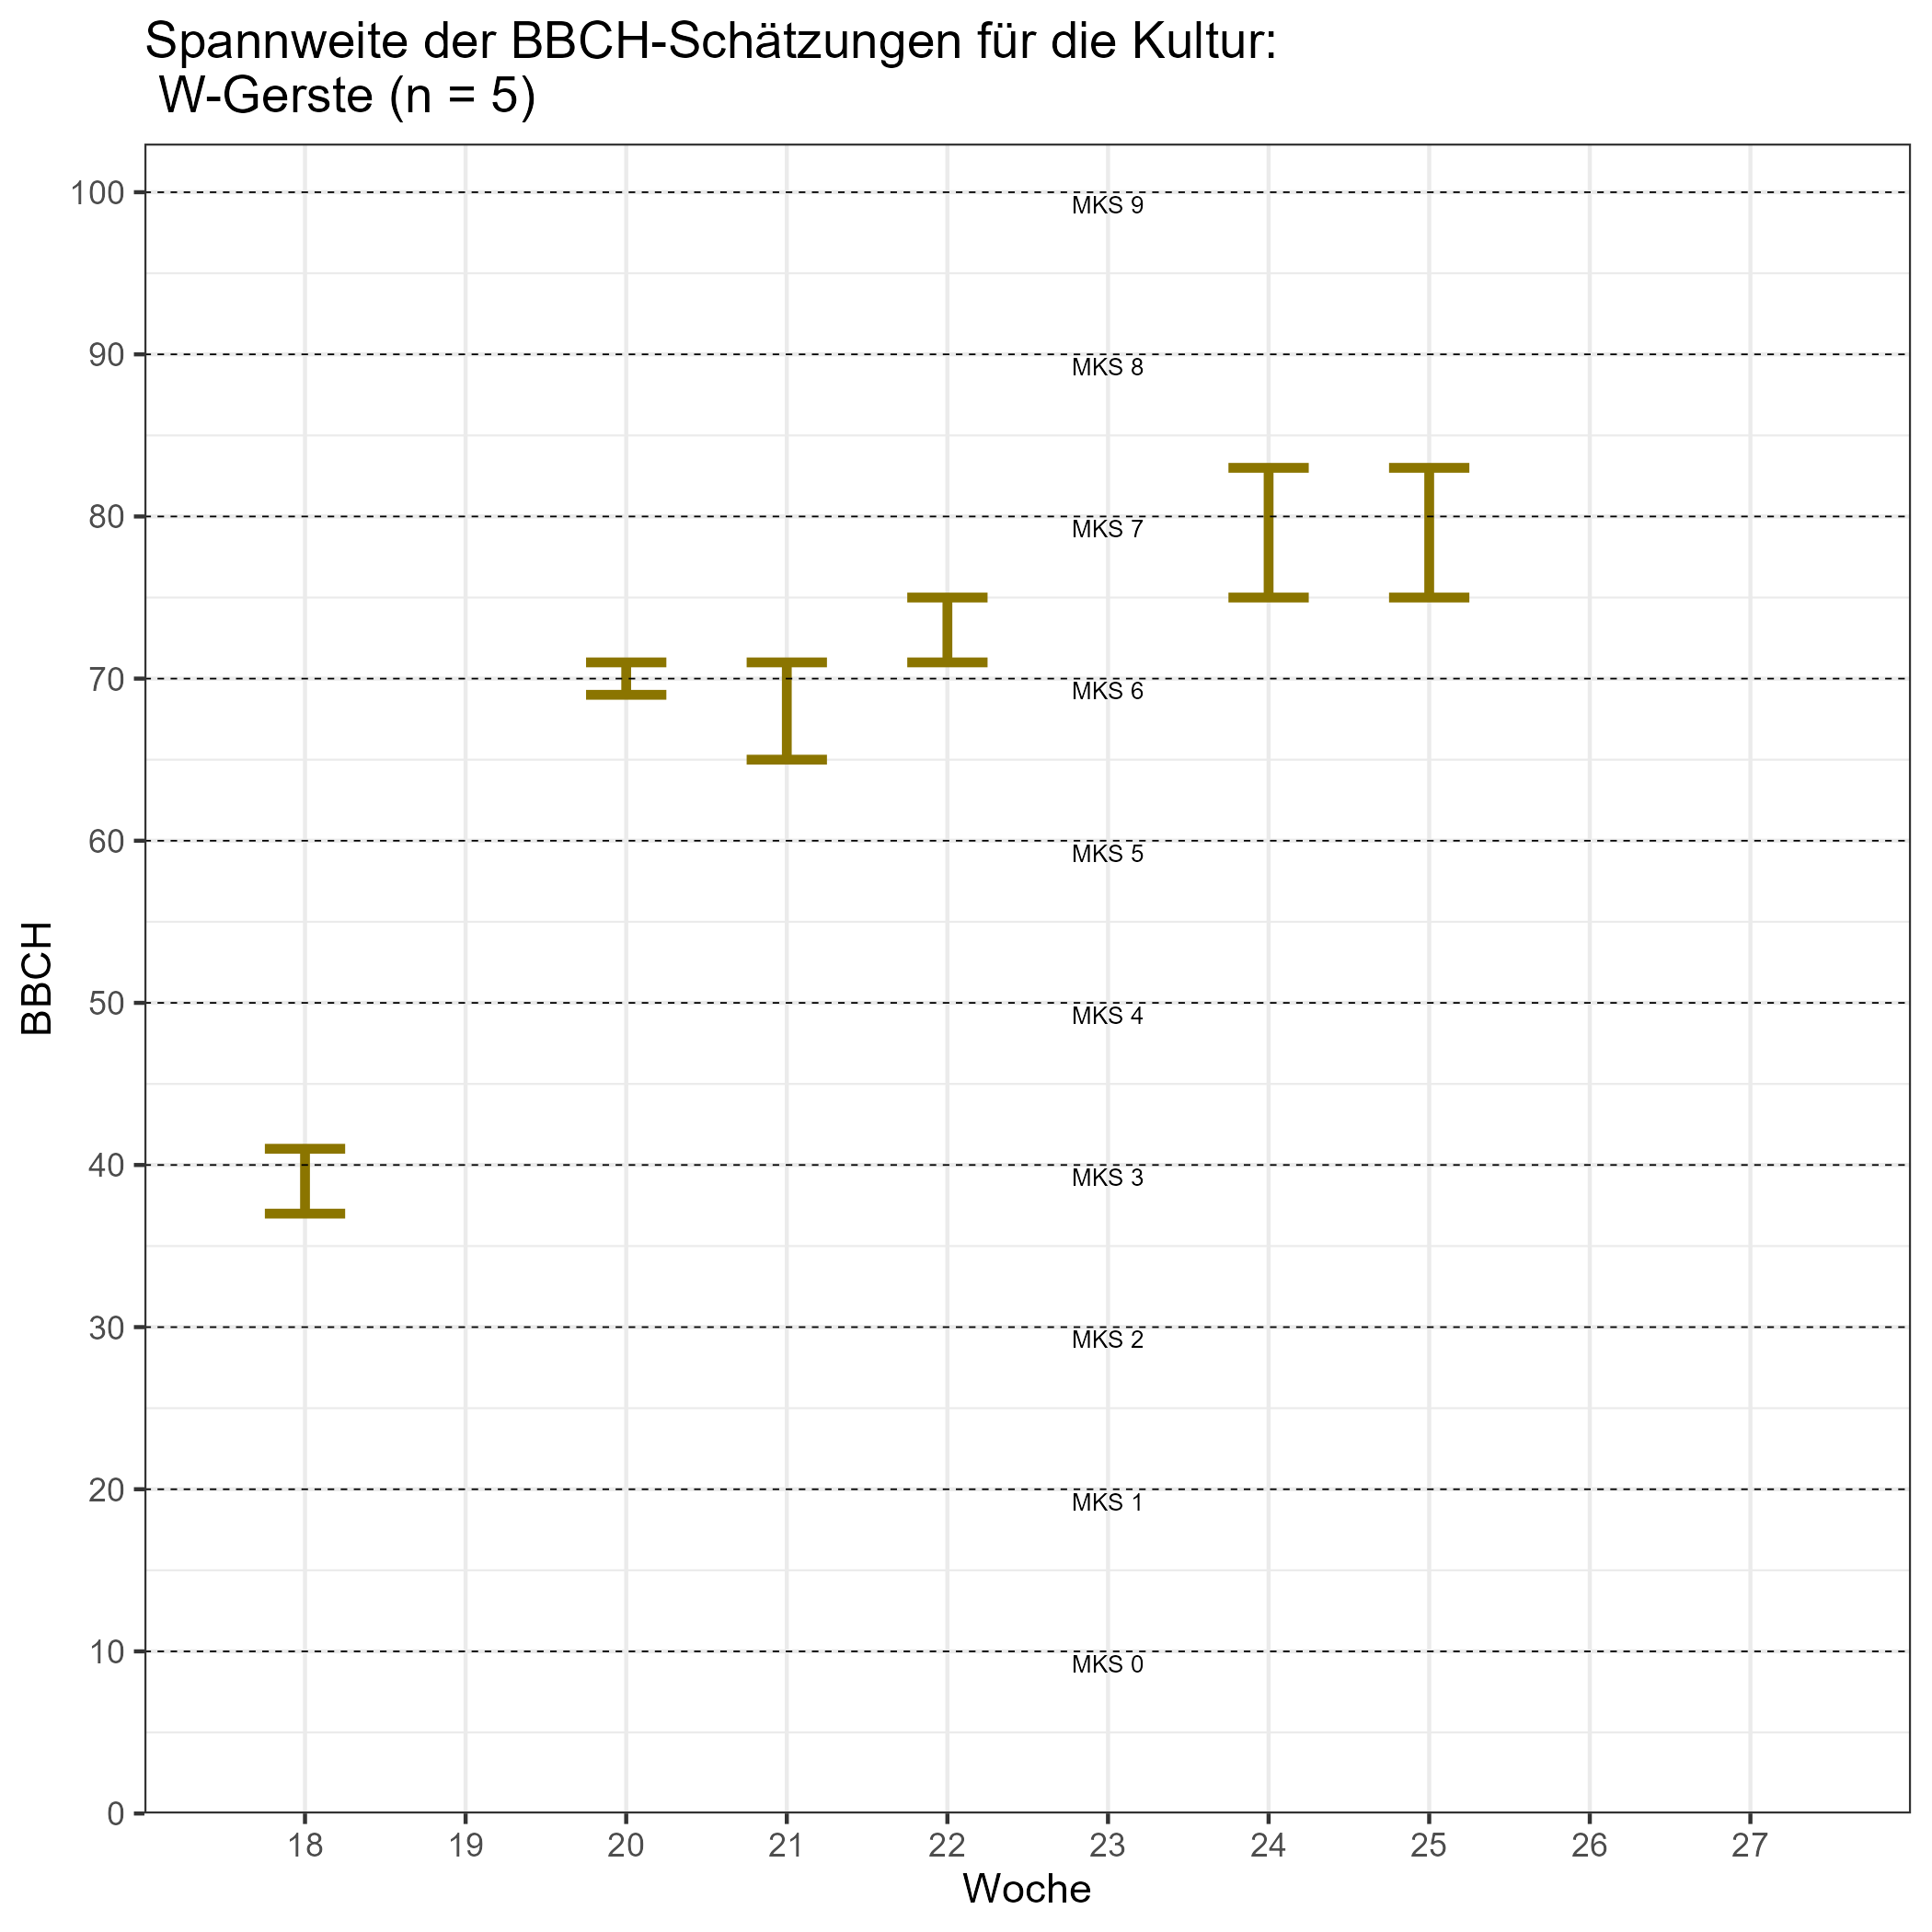 Spannweite der BBCH-Schätzungen für die Kultur:
W-Gerste (n = 5)
100
MKS 9
90
MKS 8
80
MKS 7
70
MKS 6
60
MKS 5
50
MKS 4
40
MKS 3
30
MKS 2
20
MKS 1
10
MKS 0
0
BBCH
18 19 20 21 22 23 24 25 26 27
Woche